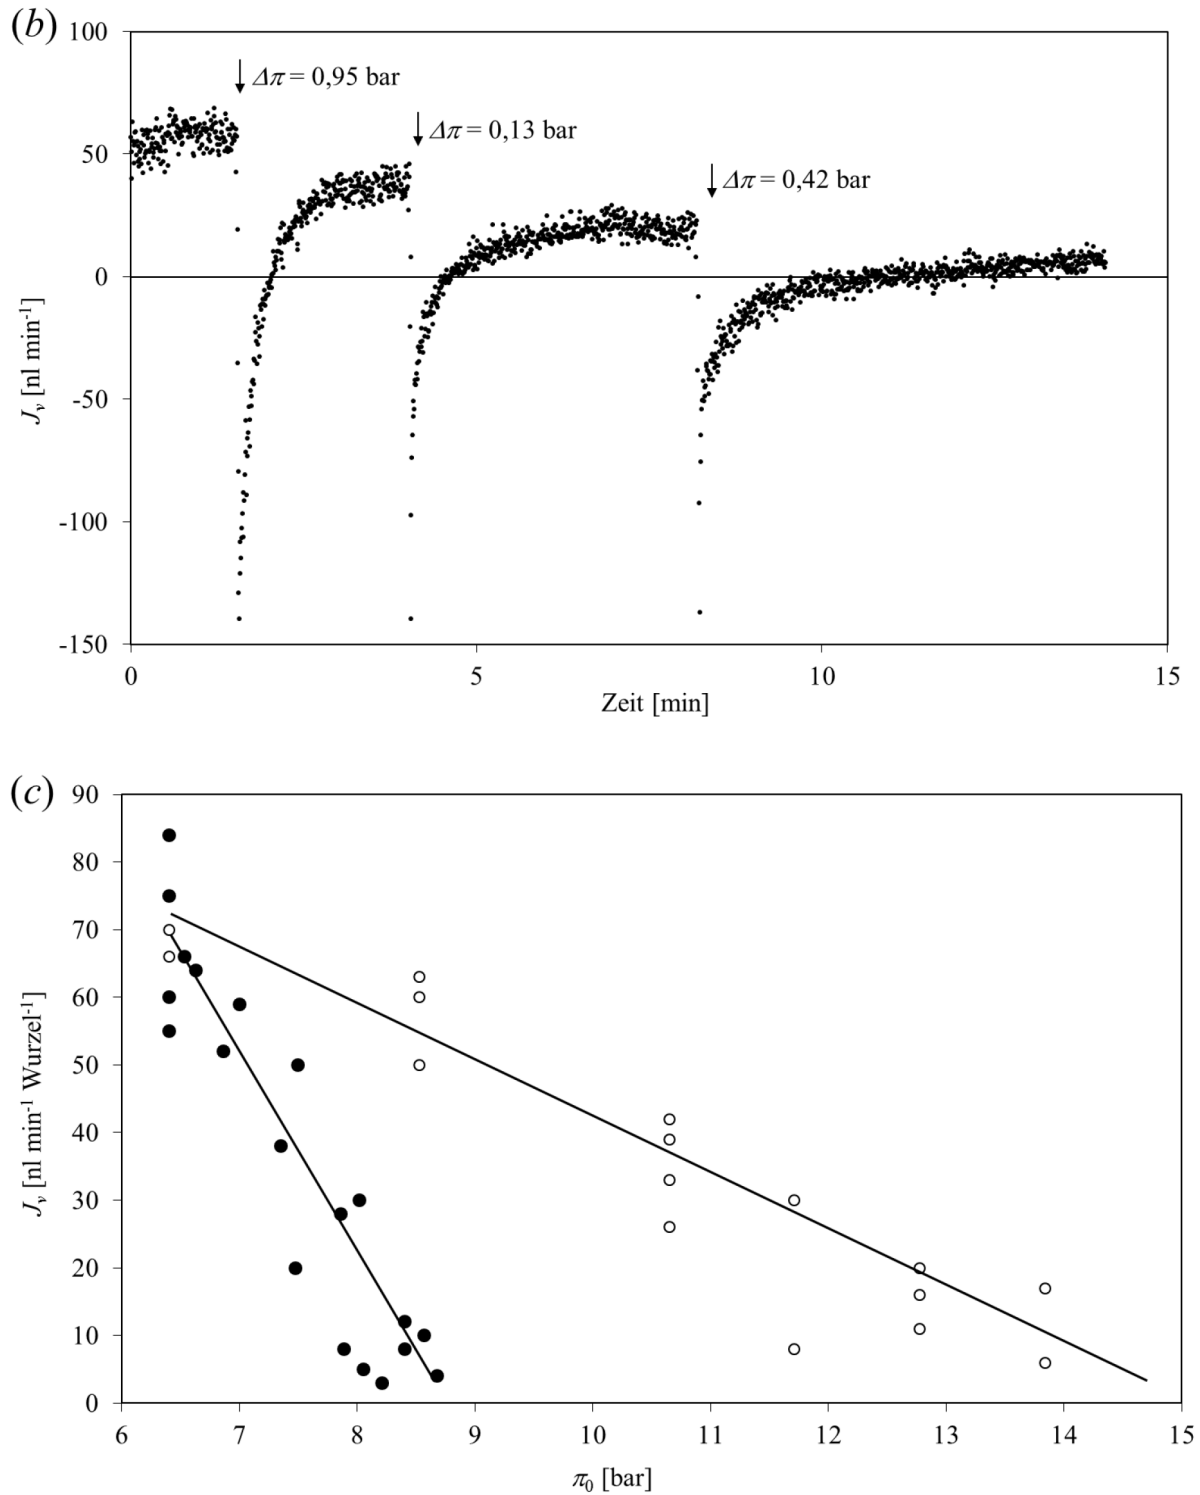 (b)
100
50
0
-50
-100
-150
J_v [nl min⁻¹]
↓ Δπ = 0,95 bar
↓ Δπ = 0,13 bar
↓ Δπ = 0,42 bar
0 5 10 15
Zeit [min]
(c)
90
80
70
60
50
40
30
20
10
0
J_v [nl min⁻¹ Wurzel⁻¹]
6 7 8 9 10 11 12 13 14 15
π₀ [bar]